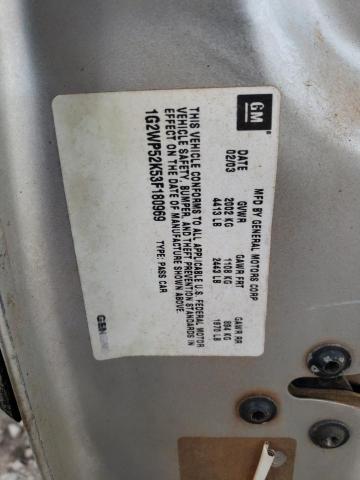 GM
MFD BY GENERAL MOTORS CORP
DATE GVWR GAWR FRT GAWR RR
02/03 2002 KG 1108 KG 894 KG
4413 LB 2443 LB 1970 LB
THIS VEHICLE CONFORMS TO ALL APPLICABLE U.S. FEDERAL MOTOR
VEHICLE SAFETY, BUMPER, AND THEFT PREVENTION STANDARDS IN
EFFECT ON THE DATE OF MANUFACTURE SHOWN ABOVE.
1G2WP52K53F180969 TYPE: PASS CAR